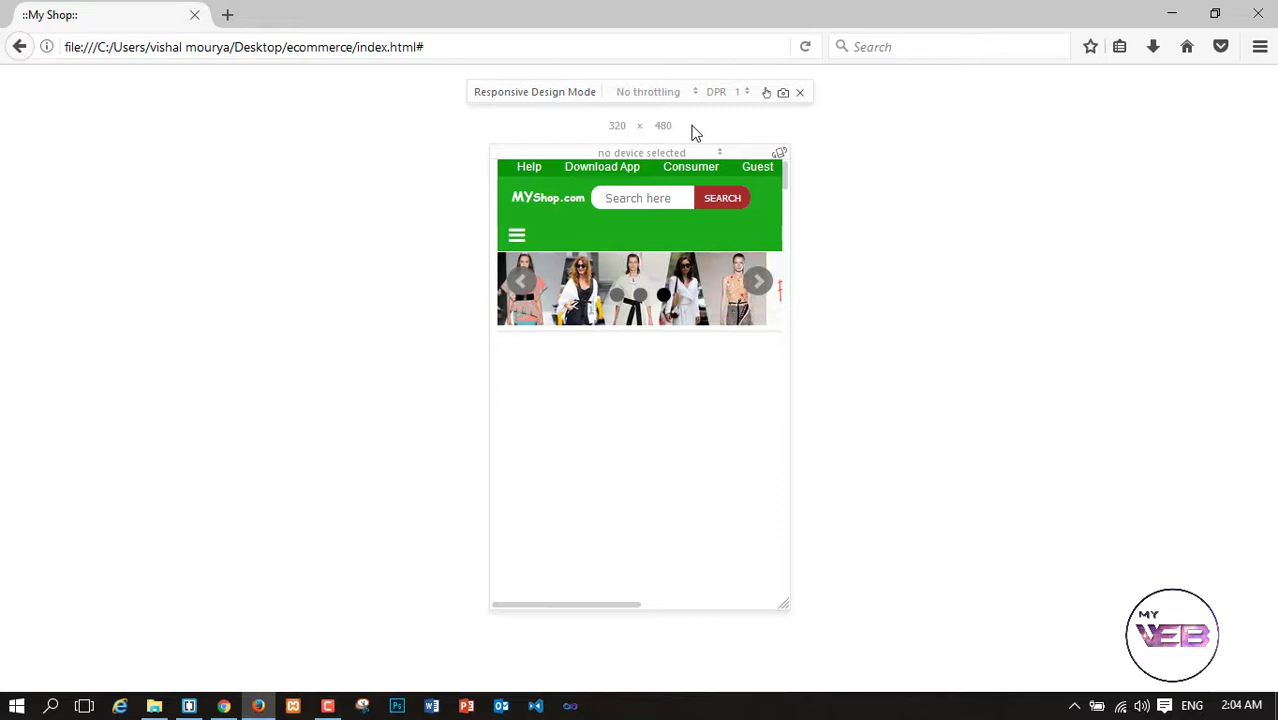 ::My Shop::
file:///C:/Users/vishal mourya/Desktop/ecommerce/index.html#
Search
Responsive Design Mode No throttling DPR 1
320 × 480
no device selected
Help Download App Consumer Guest
MYShop.com Search here SEARCH
MY
WEB
ENG 2:04 AM